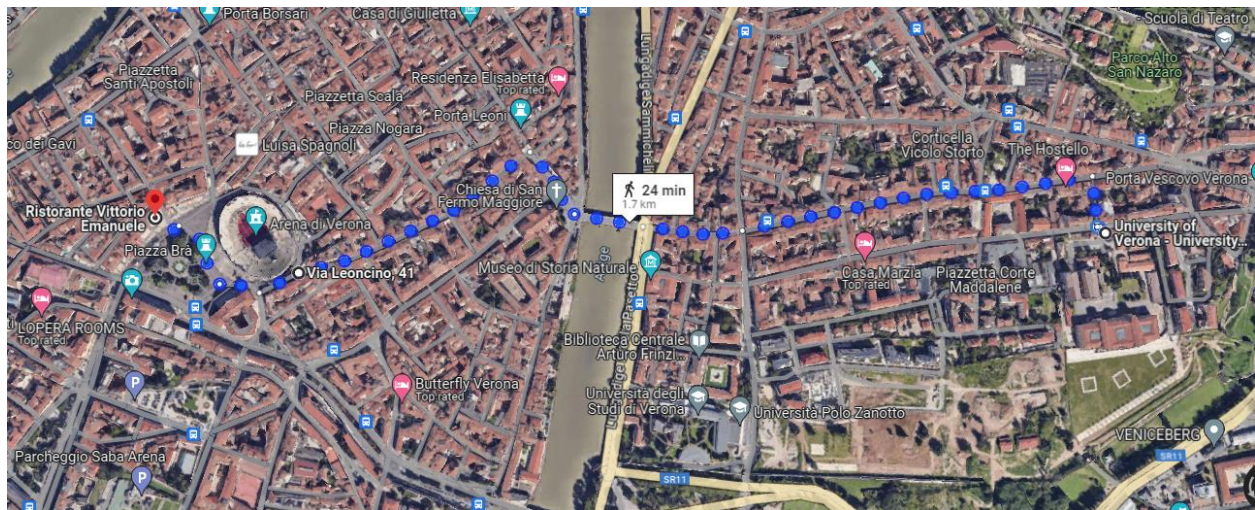 Porta Borsari
Casa di Giulietta
- Scuola di Teatro
Parco Alto
San Nazaro
Piazzetta
Santi Apostoli
Residenza Elisabetta
Top rated
Piazzetta Scala
Porta Leoni
Piazza Nogara
Lungadige Sammicheli
co dei Gavi
Luisa Spagnoli
Corticella
Vicolo Storto
The Hostello
Porta Vescovo Verona
Chiesa di San
Fermo Maggiore
24 min
1.7 km
Ristorante Vittorio
Emanuele
Arena di Verona
Piazza Bra
University of
Verona - University...
Adige
Via Leoncino, 41
Museo di Storia Naturale
Casa Marzia
Top rated
Piazzetta Corte
Maddalene
LOPERA ROOMS
Top rated
Biblioteca Centrale
Arturo Frinzi...
Butterfly Verona
Top rated
Università degli
Studi di Verona
Università Polo Zanotto
VENICEBERG
SR11
Parcheggio Saba Arena
P
P
SR11